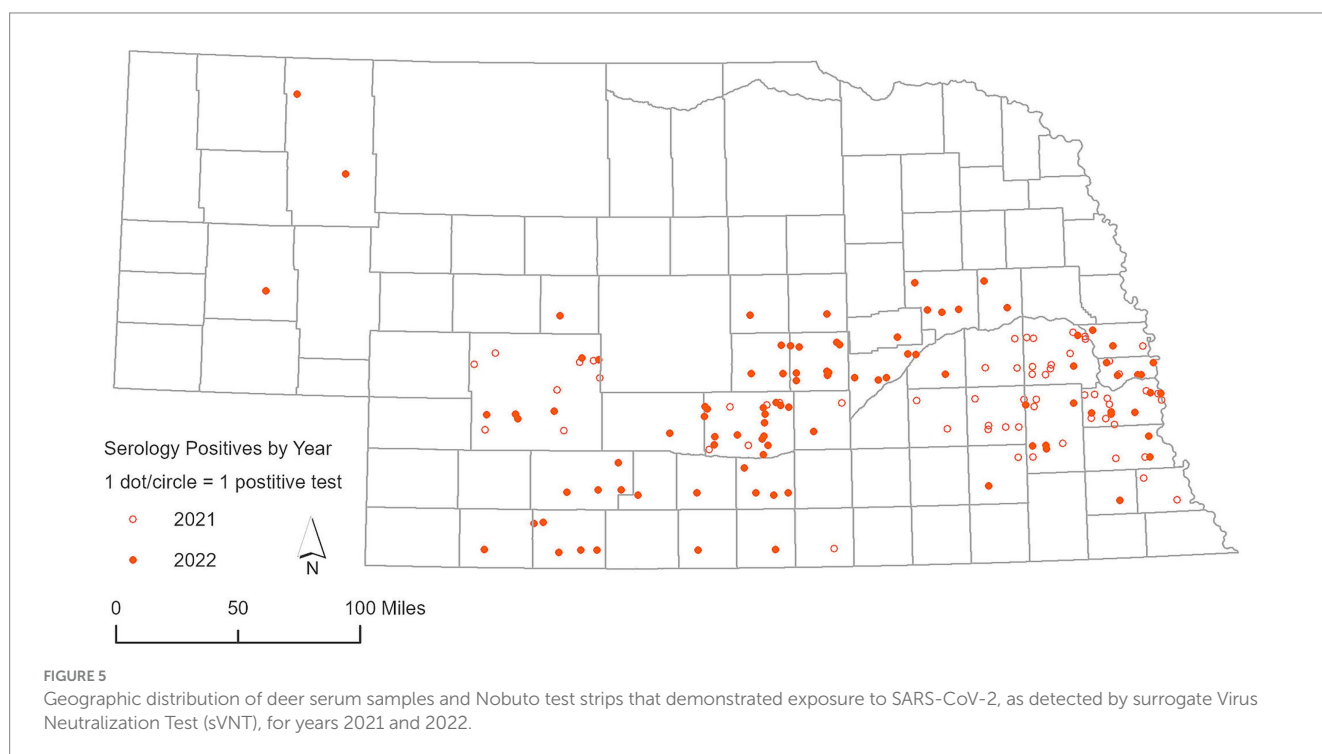 Serology Positives by Year
1 dot/circle = 1 postitive test
2021
2022
N
0 50 100 Miles
FIGURE 5
Geographic distribution of deer serum samples and Nobuto test strips that demonstrated exposure to SARS-CoV-2, as detected by surrogate Virus
Neutralization Test (sVNT), for years 2021 and 2022.